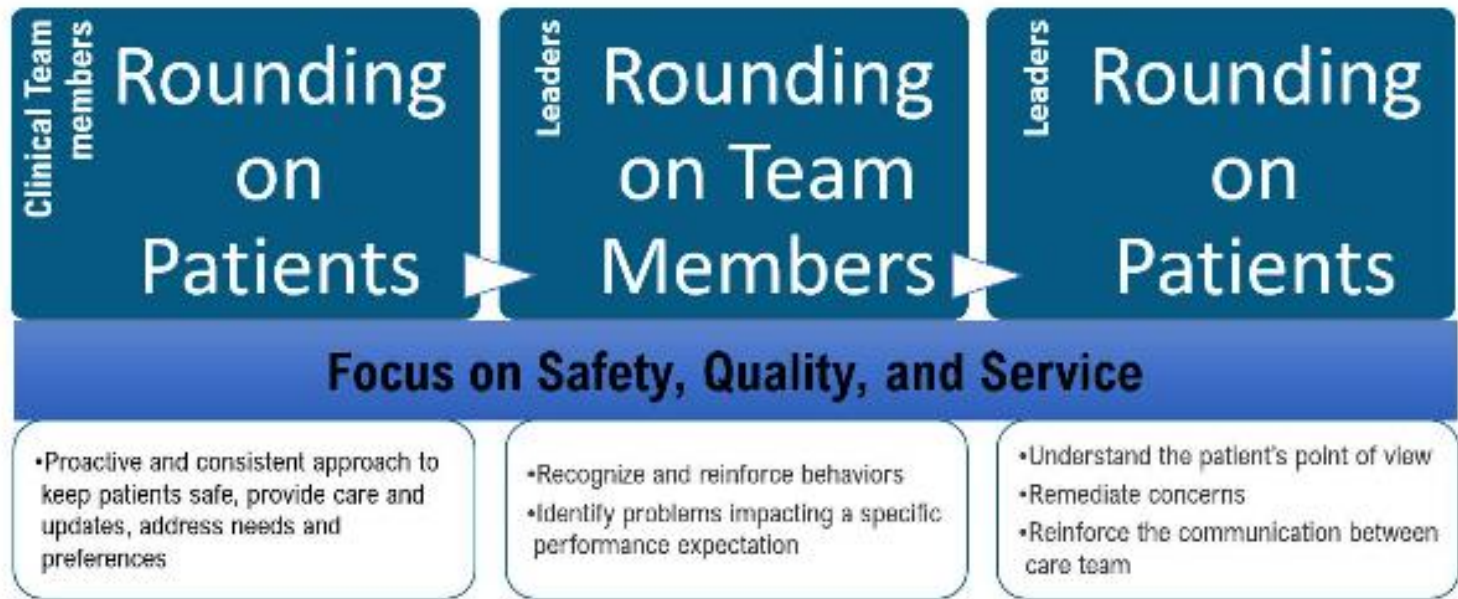 Clinical Team
members
Rounding
on
Patients
Leaders
Rounding
on Team
Members
Leaders
Rounding
on
Patients
Focus on Safety, Quality, and Service
•Proactive and consistent approach to
keep patients safe, provide care and
updates, address needs and
preferences
•Recognize and reinforce behaviors
•Identify problems impacting a specific
performance expectation
•Understand the patient's point of view
•Remediate concerns
•Reinforce the communication between
care team